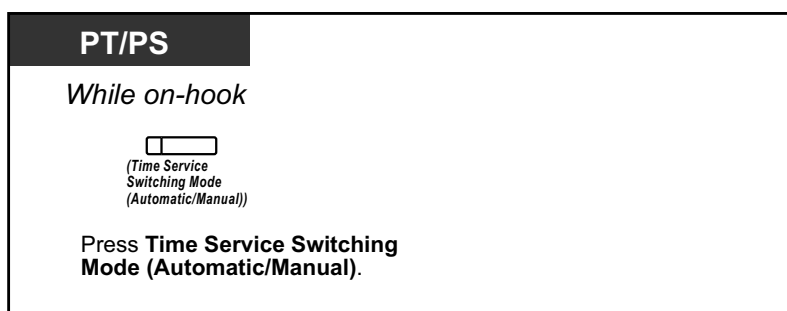 PT/PS
While on-hook
(Time Service
Switching Mode
(Automatic/Manual))
Press Time Service Switching
Mode (Automatic/Manual).